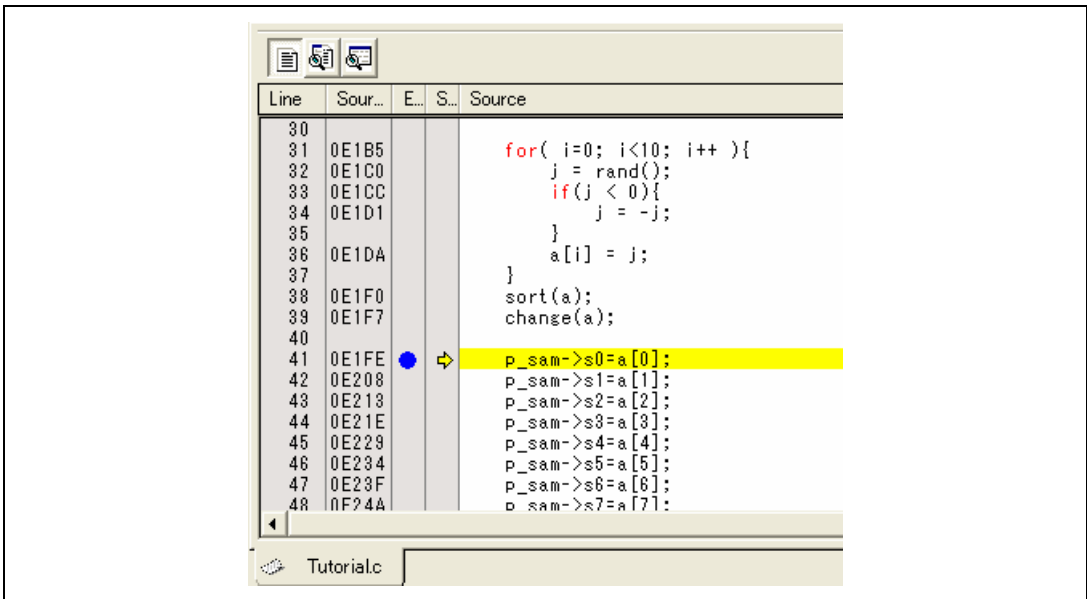 Line Sour... E... S... Source
30
31 0E1B5 for( i=0; i<10; i++ ){
32 0E1C0 j = rand();
33 0E1CC if(j < 0){
34 0E1D1 j = -j;
35 }
36 0E1DA a[i] = j;
37 }
38 0E1F0 sort(a);
39 0E1F7 change(a);
40
41 0E1FE p_sam->s0=a[0];
42 0E208 p_sam->s1=a[1];
43 0E213 p_sam->s2=a[2];
44 0E21E p_sam->s3=a[3];
45 0E229 p_sam->s4=a[4];
46 0E234 p_sam->s5=a[5];
47 0E23F p_sam->s6=a[6];
48 0E24A p_sam->s7=a[7];
Tutorial.c